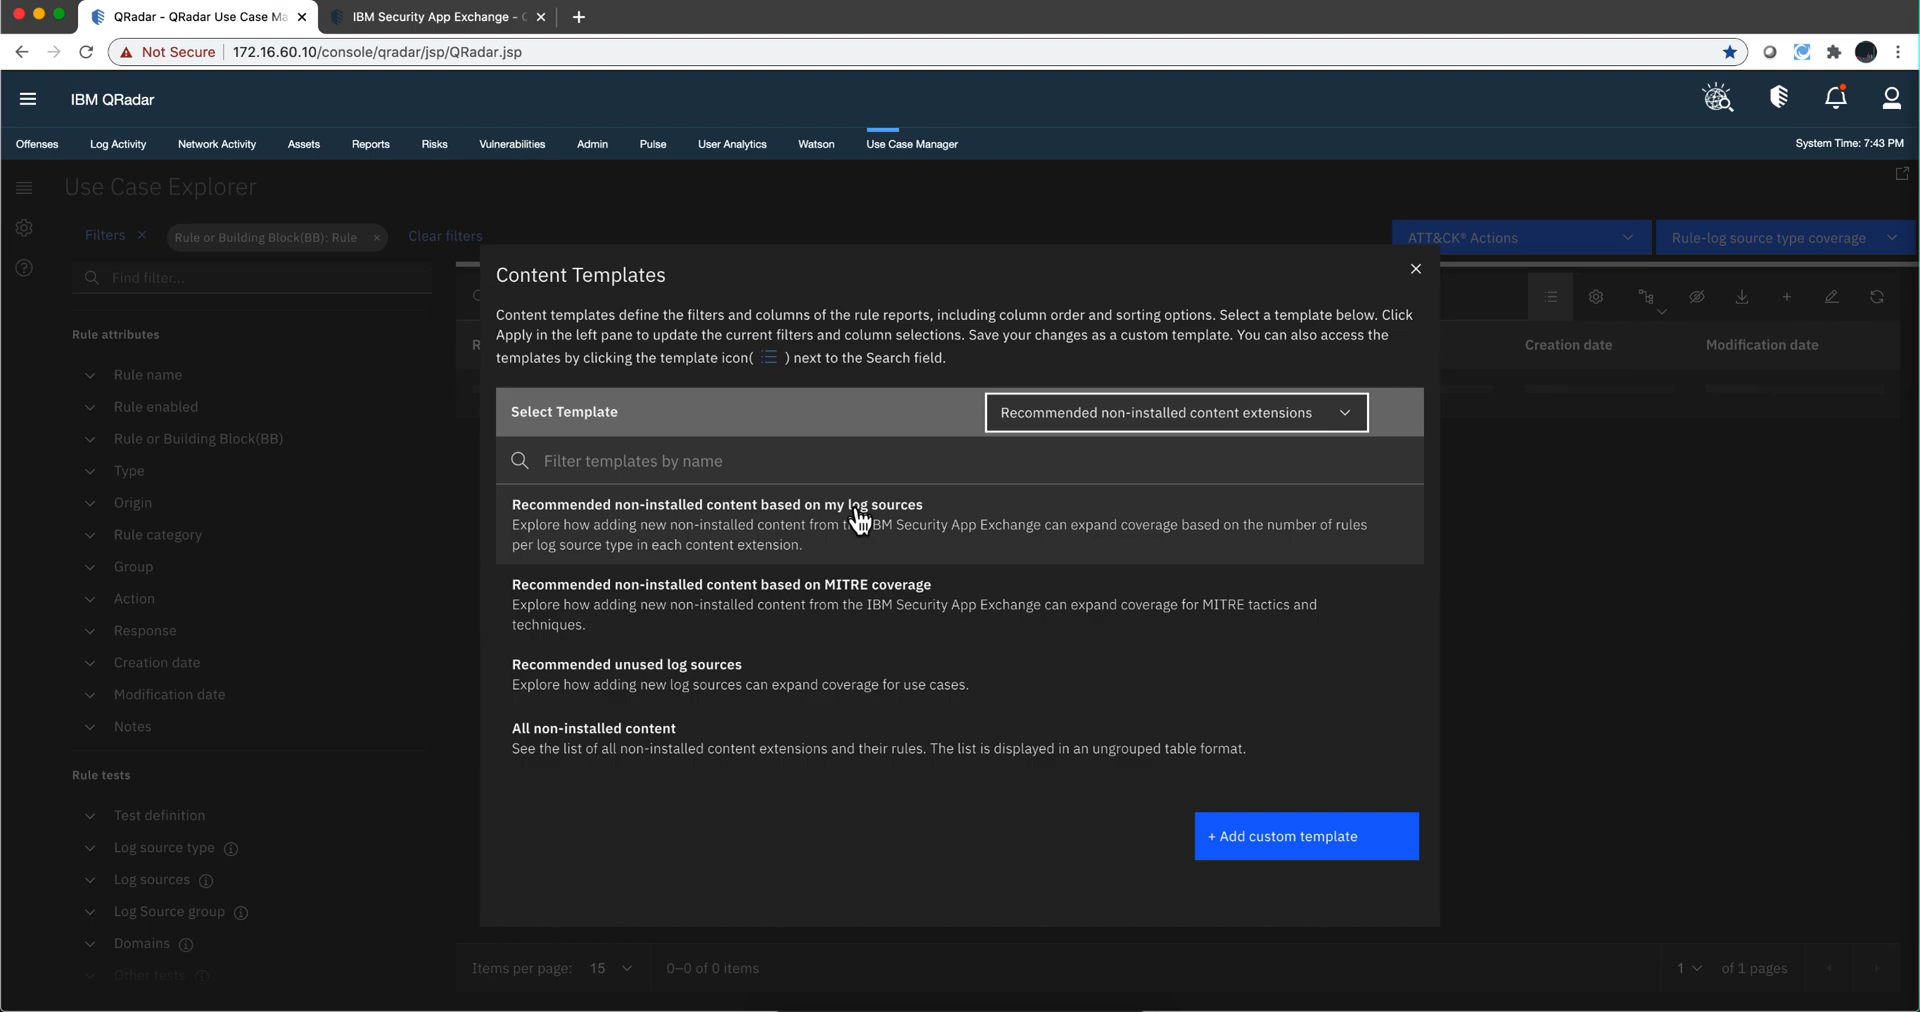 QRadar - QRadar Use Case Ma
IBM Security App Exchange - C
Not Secure
172.16.60.10/console/qradar/jsp/QRadar.jsp
IBM QRadar
Offenses
Log Activity
Network Activity
Assets
Reports
Risks
Vulnerabilities
Admin
Pulse
User Analytics
Watson
Use Case Manager
System Time: 7:43 PM
Use Case Explorer
Filters
Rule or Building Block(BB): Rule
Clear filters
ATT&CK® Actions
Rule-log source type coverage
Find filter...
Rule attributes
Rule name
Rule enabled
Rule or Building Block(BB)
Type
Origin
Rule category
Group
Action
Response
Creation date
Modification date
Notes
Rule tests
Test definition
Log source type
Log sources
Log Source group
Domains
Other tests
Content Templates
Content templates define the filters and columns of the rule reports, including column order and sorting options. Select a template below. Click
Apply in the left pane to update the current filters and column selections. Save your changes as a custom template. You can also access the
templates by clicking the template icon( ) next to the Search field.
Select Template
Recommended non-installed content extensions
Filter templates by name
Recommended non-installed content based on my log sources
Explore how adding new non-installed content from IBM Security App Exchange can expand coverage based on the number of rules
per log source type in each content extension.
Recommended non-installed content based on MITRE coverage
Explore how adding new non-installed content from the IBM Security App Exchange can expand coverage for MITRE tactics and
techniques.
Recommended unused log sources
Explore how adding new log sources can expand coverage for use cases.
All non-installed content
See the list of all non-installed content extensions and their rules. The list is displayed in an ungrouped table format.
+ Add custom template
Creation date
Modification date
Items per page: 15
0–0 of 0 items
1
of 1 pages